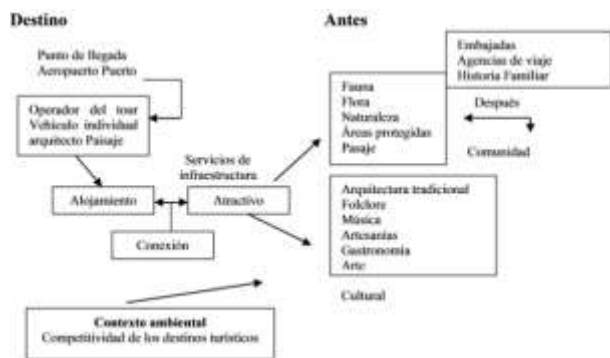 Destino
Antes
Punto de llegada
Aeropuerto Puerto
Operador del tour
Vehículo individual
arquitecto Paisaje
Servicios de
infraestructura
Alojamiento
Atractivo
Conexión
Contexto ambiental
Competitividad de los destinos turísticos
Embajadas
Agencias de viaje
Historia Familiar
Fauna
Flora
Naturaleza
Áreas protegidas
Pasaje
Después
Comunidad
Arquitectura tradicional
Folclore
Música
Artesanías
Gastronomía
Arte
Cultural